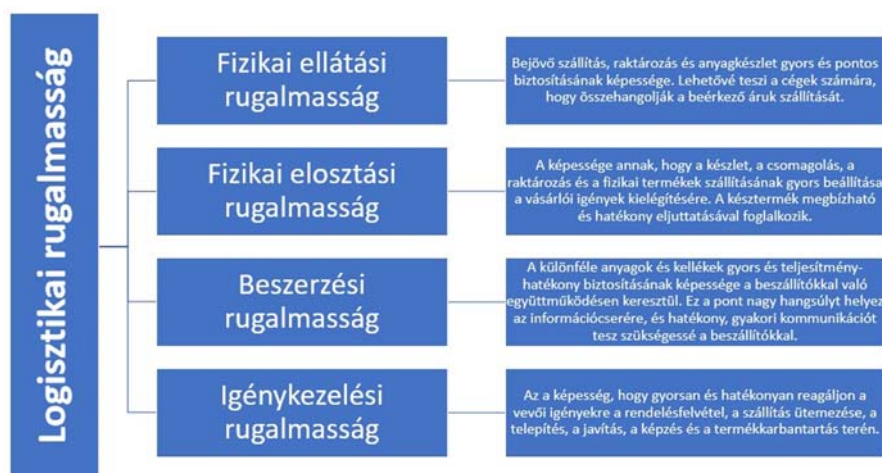 Logisztikai rugalmasság
Fizikai ellátási
rugalmasság
Bejövő szállítás, raktározás és anyagkészlet gyors és pontos
biztosításának képessége. Lehetővé teszi a cégek számára,
hogy összehangolják a beérkező áruk szállítását.
Fizikai elosztási
rugalmasság
A képessége annak, hogy a készlet, a csomagolás, a
raktározás és a fizikai termékek szállításának gyors beállítása
a vásárlói igények kielégítésére. A késztermék megbízható
és hatékony eljuttatásával foglalkozik.
Beszerzési
rugalmasság
A különféle anyagok és kellékek gyors és teljesítmény-
hatékony biztosításának képessége a beszállítókkal való
együttműködésen keresztül. Ez a pont nagy hangsúlyt helyez
az információcserére, és hatékony, gyakori kommunikációt
tesz szükségessé a beszállítókkal.
Igénykezelési
rugalmasság
Az a képesség, hogy gyorsan és hatékonyan reagáljon a
vevői igényekre a rendelésfelvétel, a szállítás ütemezése, a
telepítés, a javítás, a képzés és a termékkarbantartás terén.